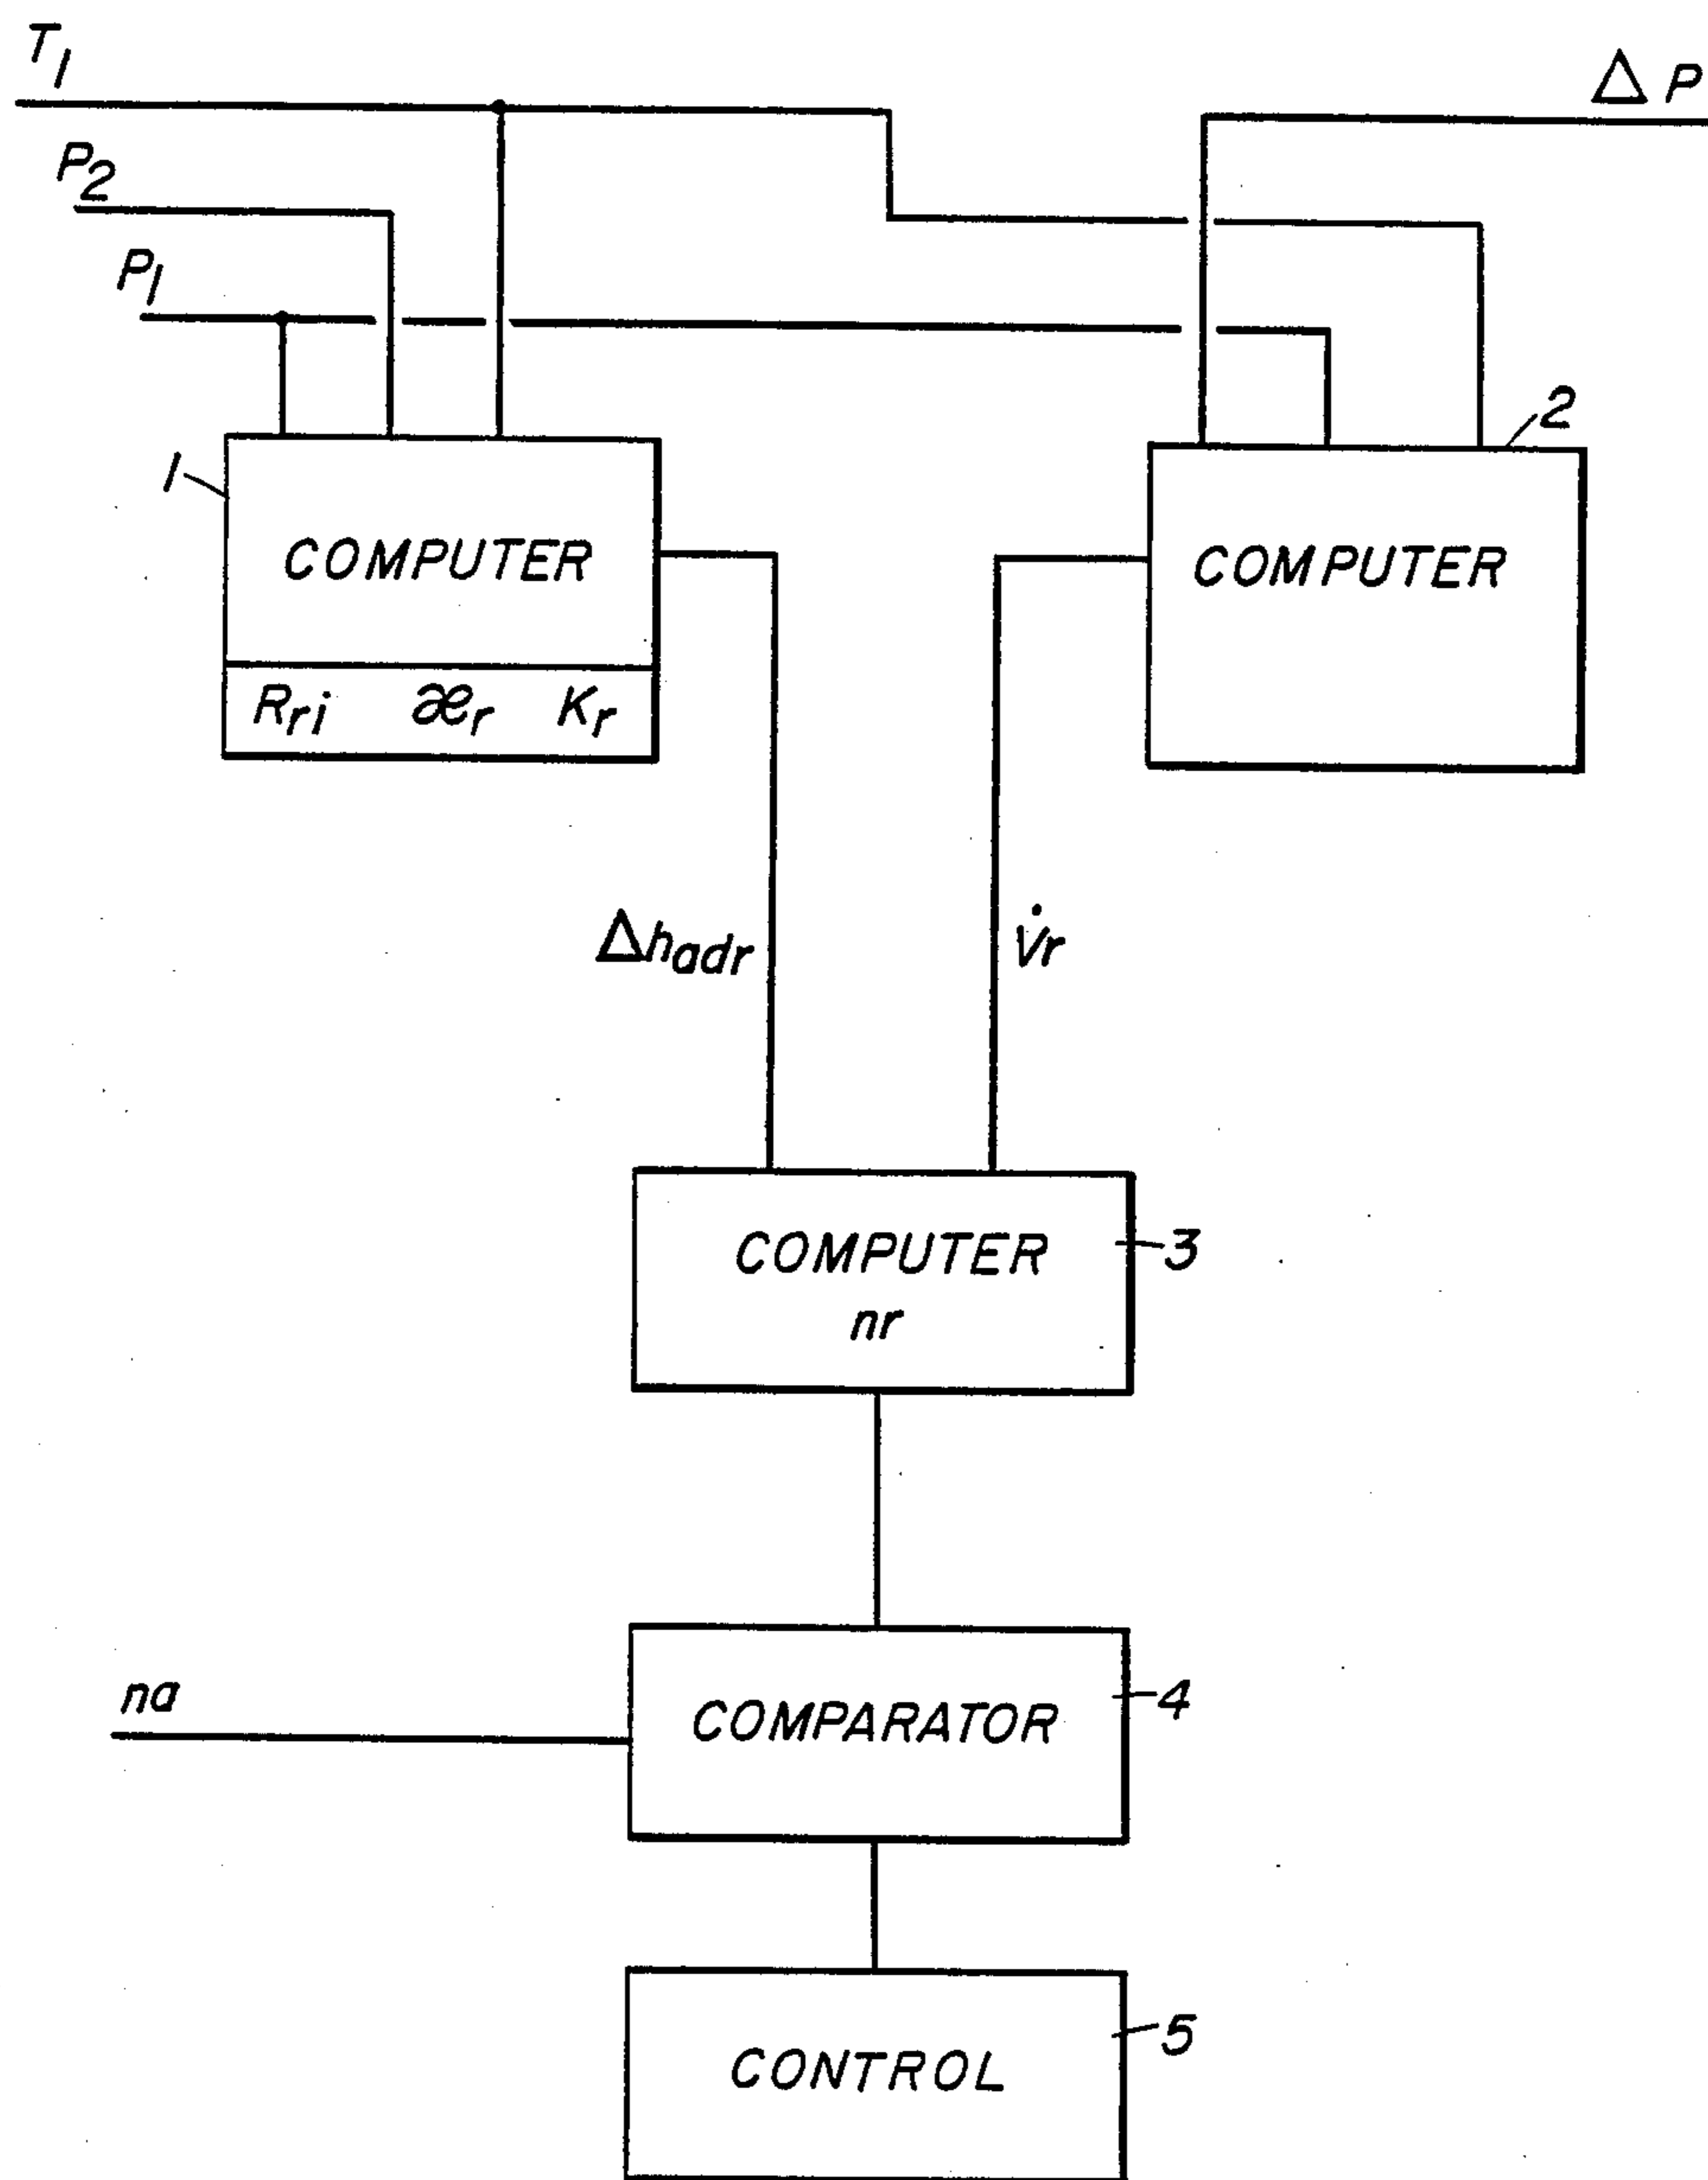 T1
ΔP
P2
P1
1
2
COMPUTER
COMPUTER
Rri ær Kr
Δhadr
V̇r
COMPUTER
nr
3
na
COMPARATOR
4
CONTROL
5